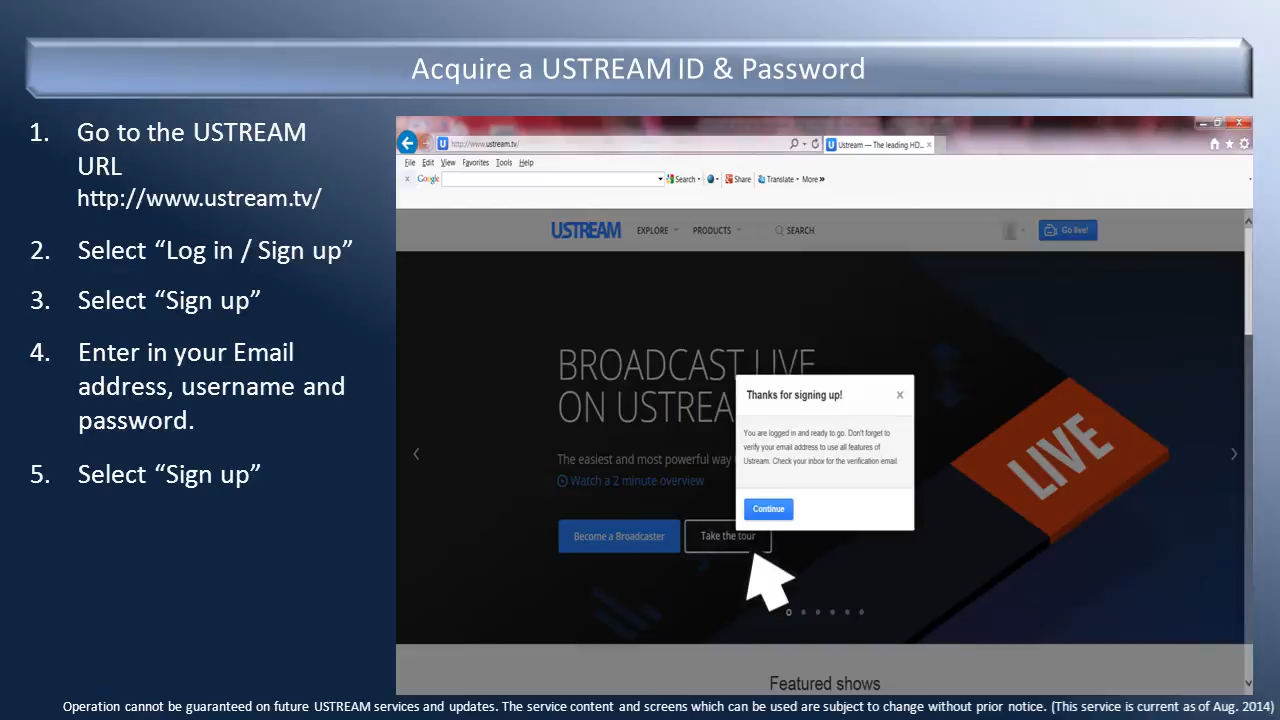 Acquire a USTREAM ID & Password
1. Go to the USTREAM
URL
http://www.ustream.tv/
2. Select “Log in / Sign up”
3. Select “Sign up”
4. Enter in your Email
address, username and
password.
5. Select “Sign up”
http://www.ustream.tv/
Ustream — The leading HD...
File Edit View Favorites Tools Help
x Google Search Share Translate More »
USTREAM EXPLORE PRODUCTS SEARCH Go live!
BROADCAST LIVE
ON USTREA
The easiest and most powerful way
Watch a 2 minute overview
Become a Broadcaster Take the tour
LIVE
Thanks for signing up! ×
You are logged in and ready to go. Don't forget to
verify your email address to use all features of
Ustream. Check your inbox for the verification email
Continue
Featured shows
Operation cannot be guaranteed on future USTREAM services and updates. The service content and screens which can be used are subject to change without prior notice. (This service is current as of Aug. 2014)